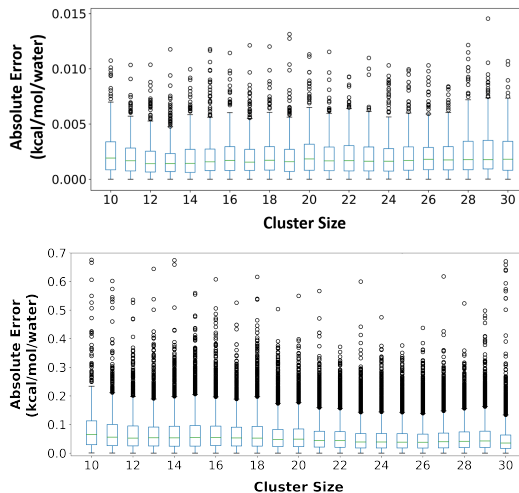 Absolute Error
(kcal/mol/water)
0.015
0.010
0.005
0.000
10 12 14 16 18 20 22 24 26 28 30
Cluster Size
Absolute Error
(kcal/mol/water)
0.7
0.6
0.5
0.4
0.3
0.2
0.1
0.0
10 12 14 16 18 20 22 24 26 28 30
Cluster Size